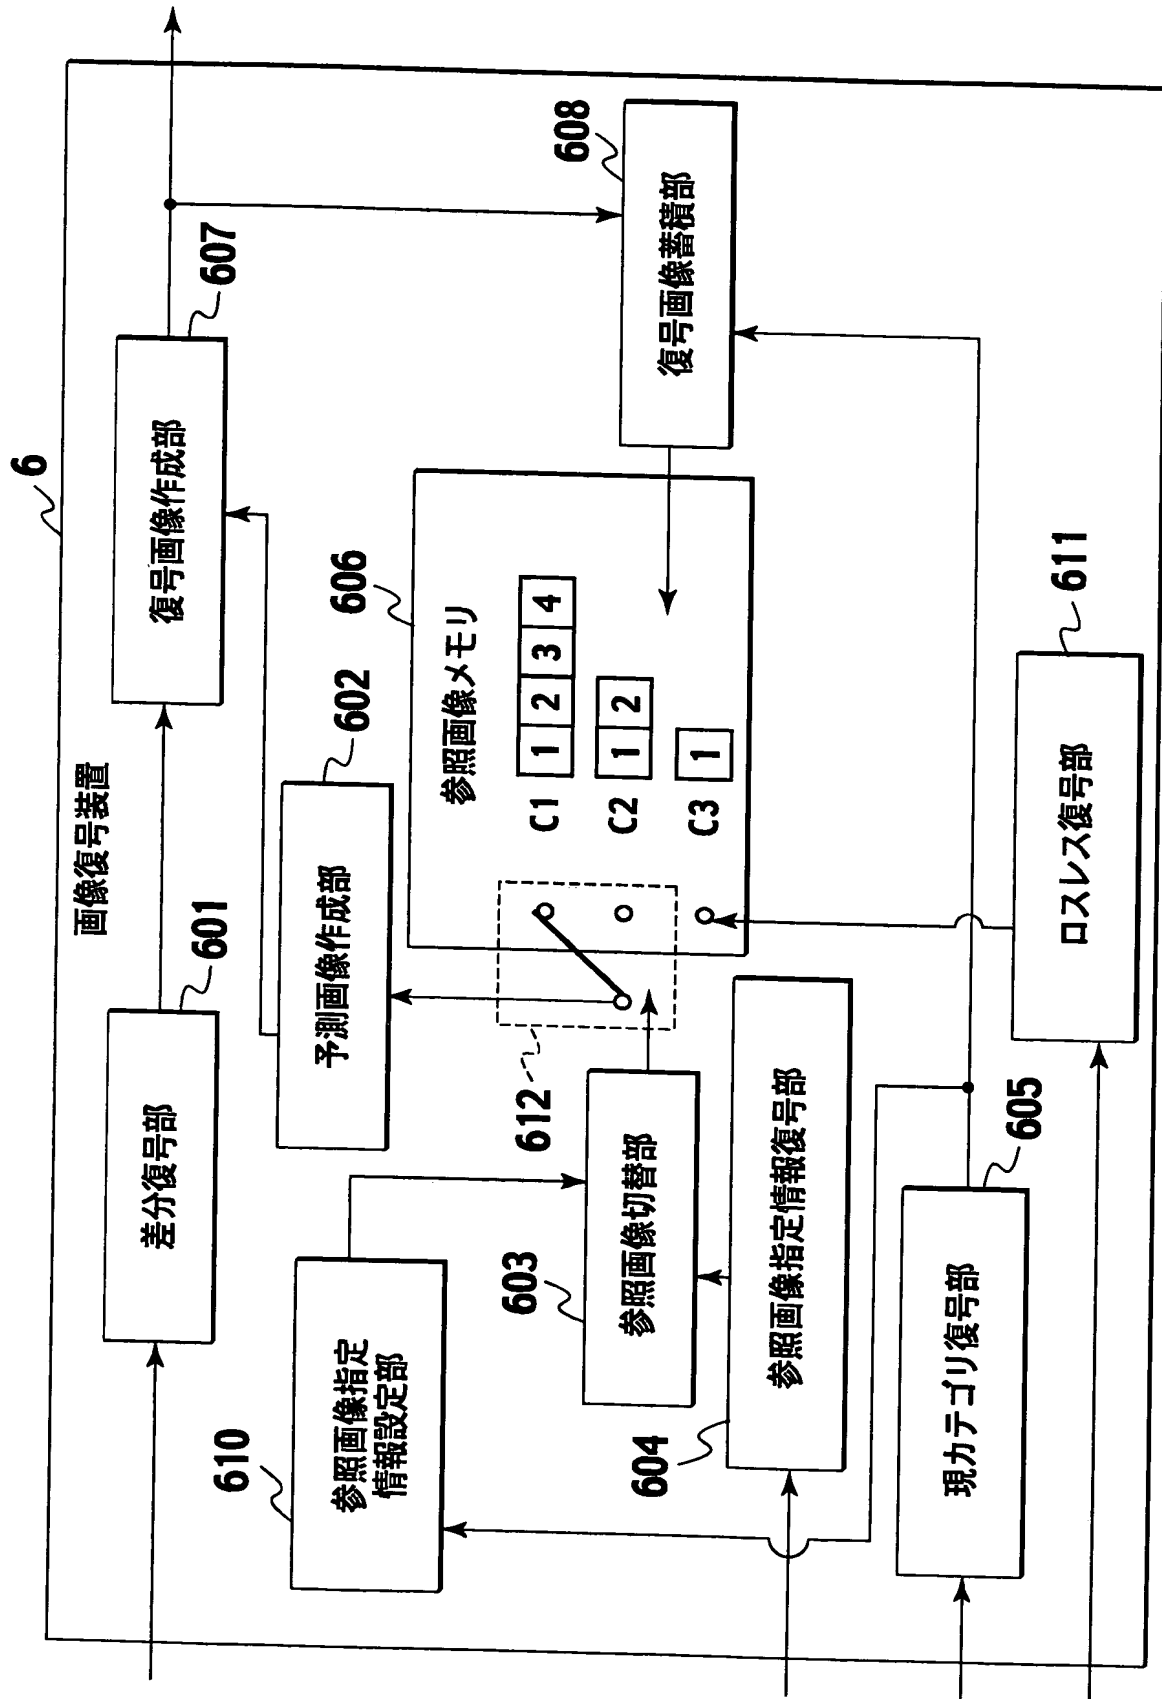 6
画像復号装置
差分復号部
601
復号画像作成部
607
参照画像指定
情報設定部
610
予測画像作成部
602
参照画像切替部
603
612
参照画像メモリ
606
C1
1 2 3 4
C2
1 2
C3
1
復号画像蓄積部
608
参照画像指定情報復号部
604
現カテゴリ復号部
605
ロスレス復号部
611